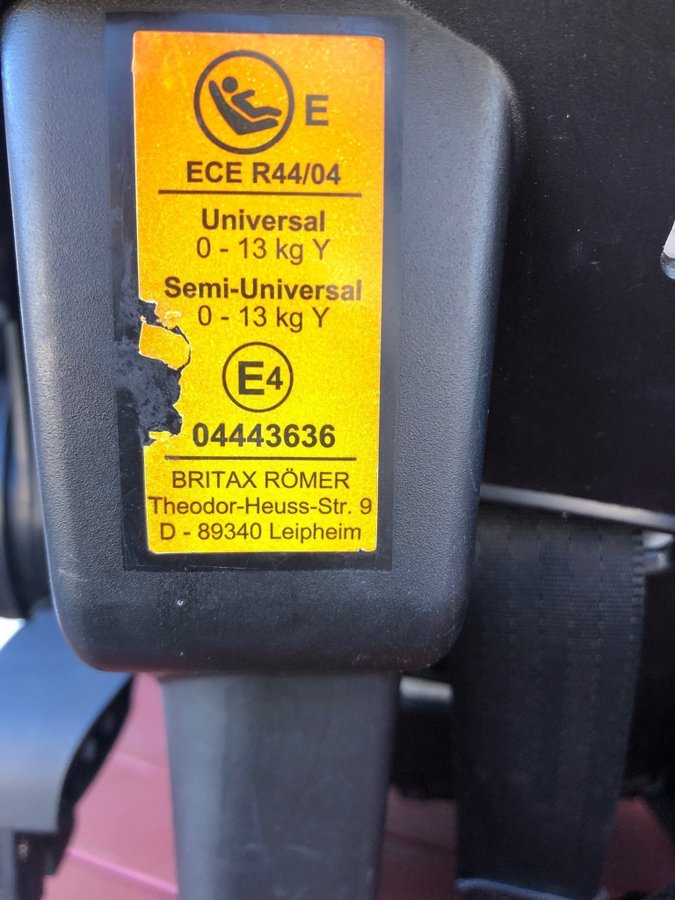 E
ECE R44/04
Universal
0 - 13 kg Y
Semi-Universal
0 - 13 kg Y
E4
04443636
BRITAX RÖMER
Theodor-Heuss-Str. 9
D - 89340 Leipheim